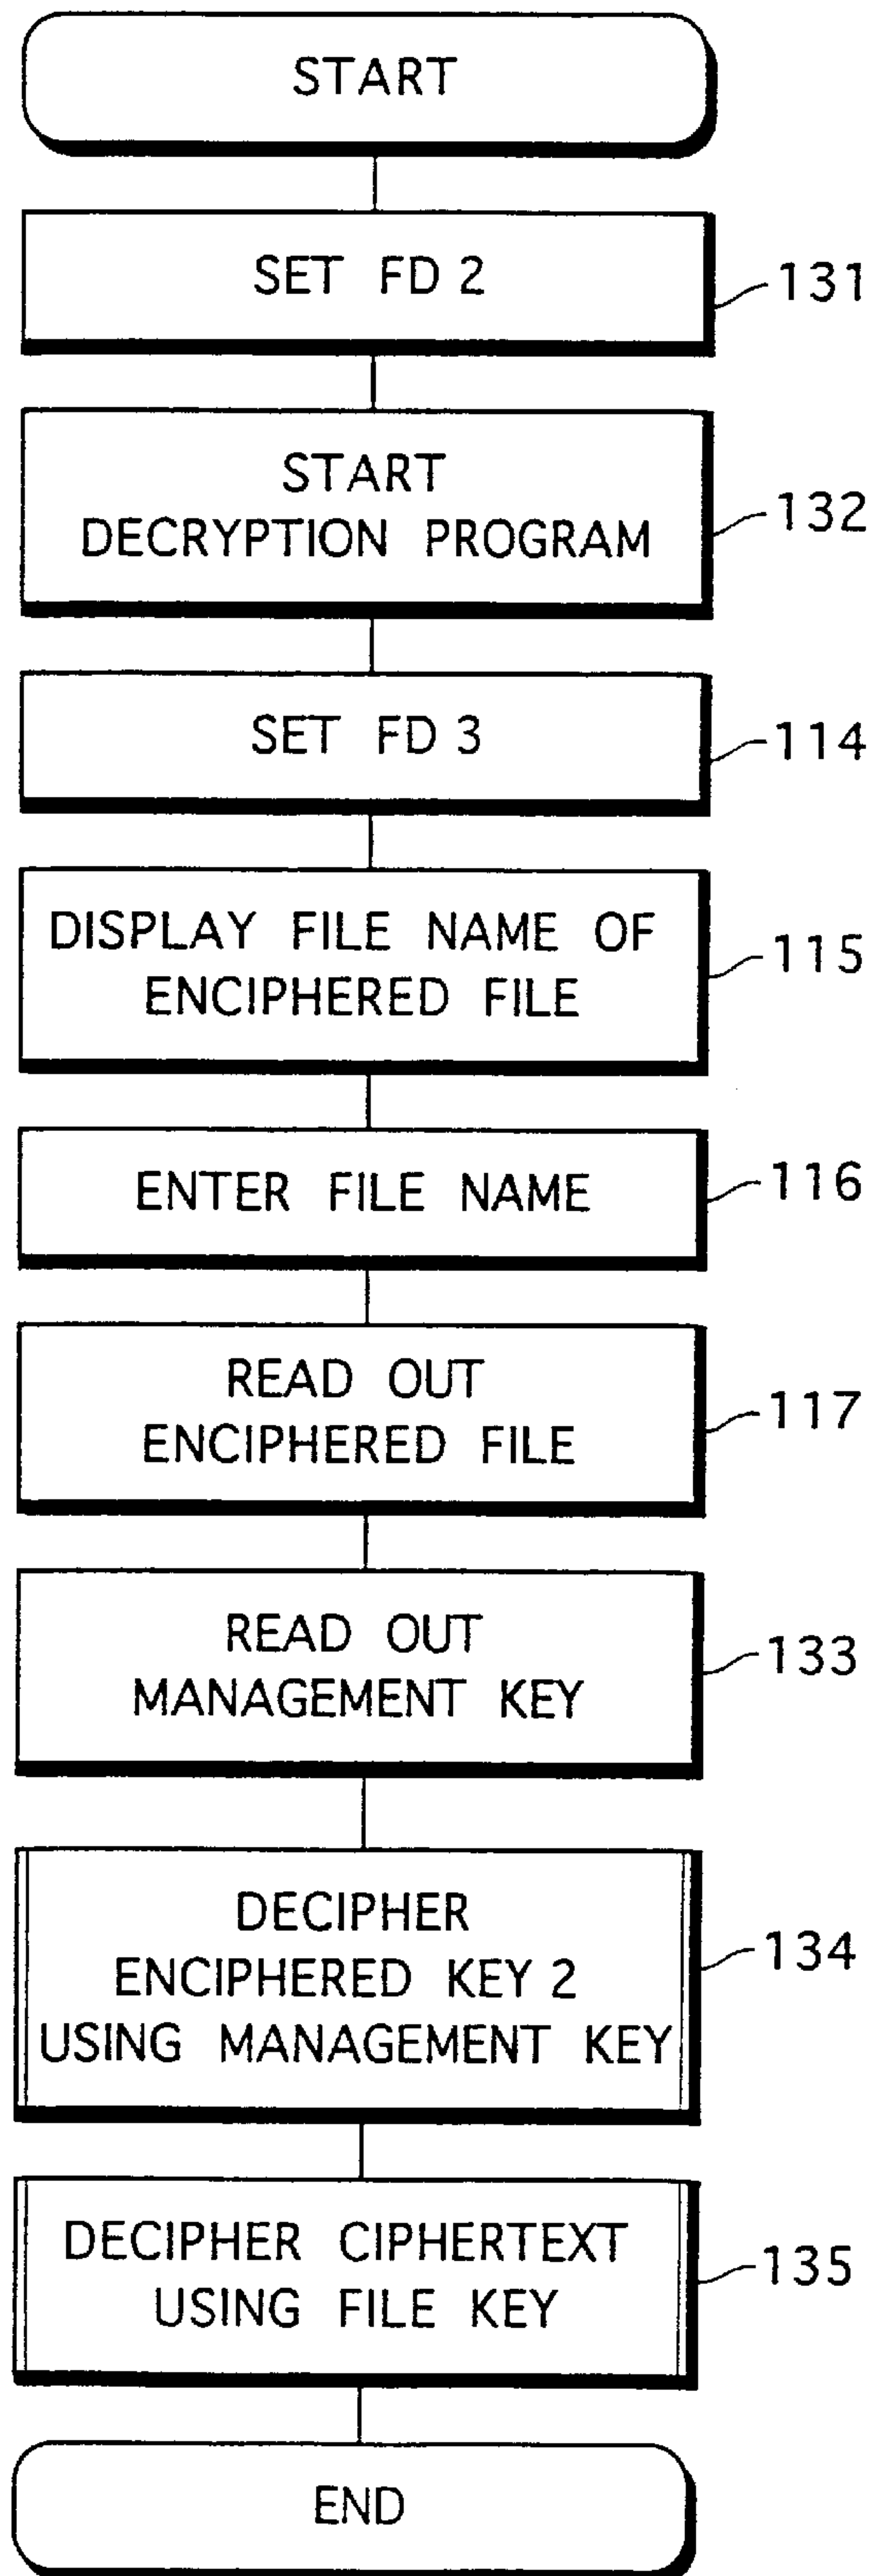 START
SET FD 2
131
START
DECRYPTION PROGRAM
132
SET FD 3
114
DISPLAY FILE NAME OF
ENCIPHERED FILE
115
ENTER FILE NAME
116
READ OUT
ENCIPHERED FILE
117
READ OUT
MANAGEMENT KEY
133
DECIPHER
ENCIPHERED KEY 2
USING MANAGEMENT KEY
134
DECIPHER CIPHERTEXT
USING FILE KEY
135
END